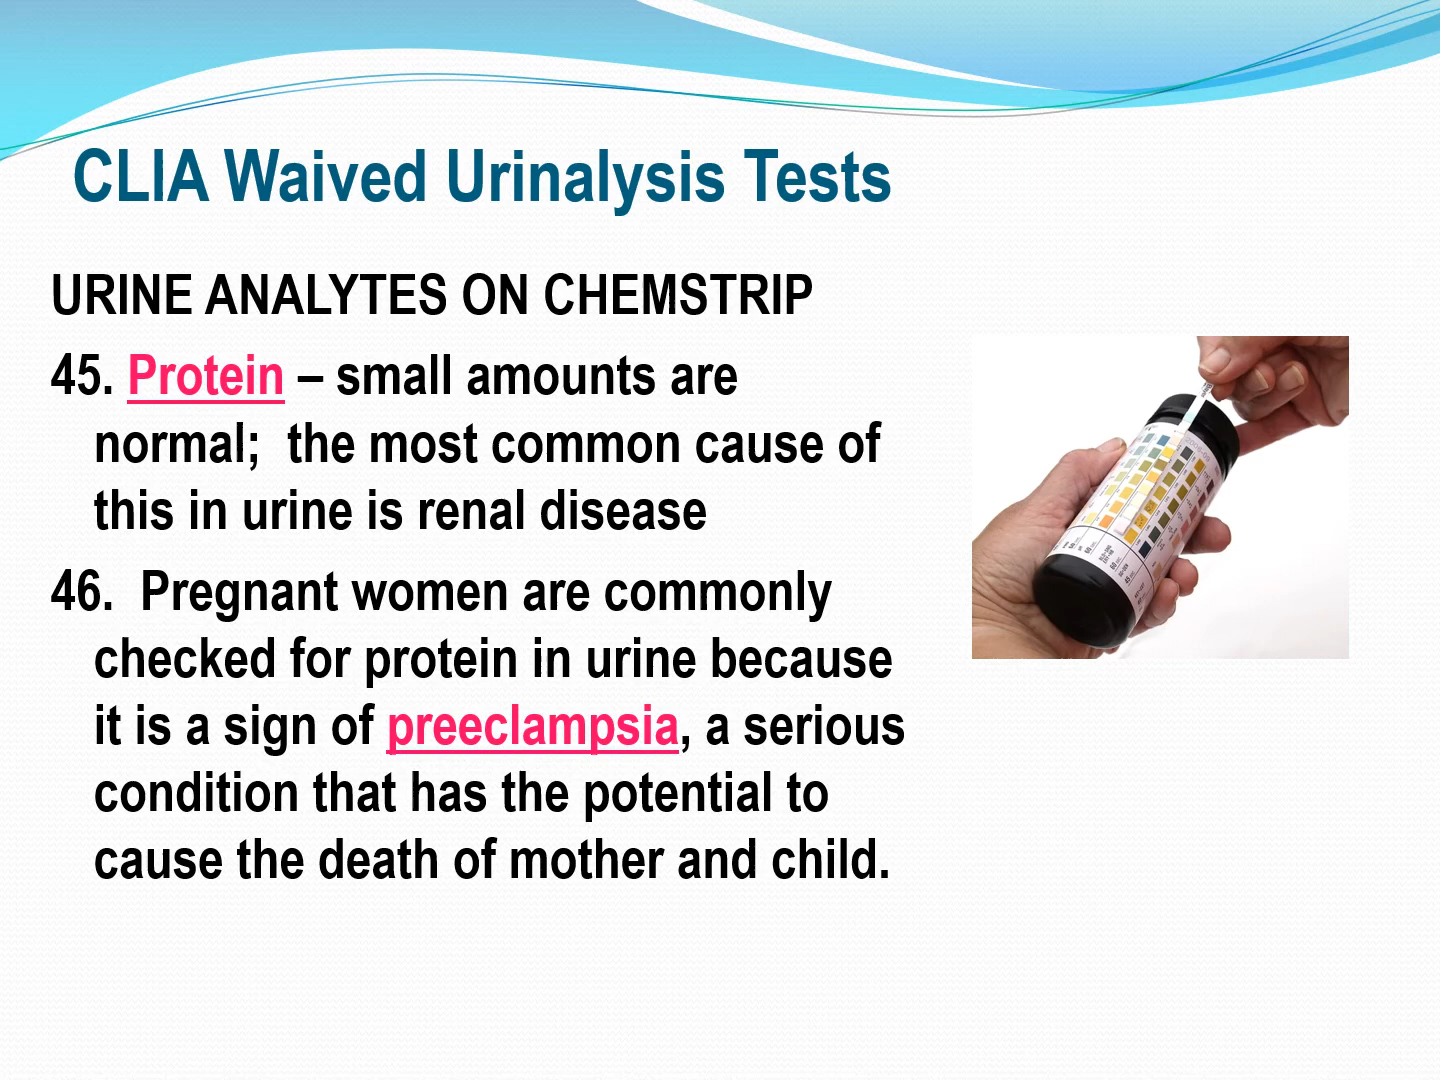 CLIA Waived Urinalysis Tests
URINE ANALYTES ON CHEMSTRIP
45. Protein – small amounts are
normal;  the most common cause of
this in urine is renal disease
46.  Pregnant women are commonly
checked for protein in urine because
it is a sign of preeclampsia, a serious
condition that has the potential to
cause the death of mother and child.